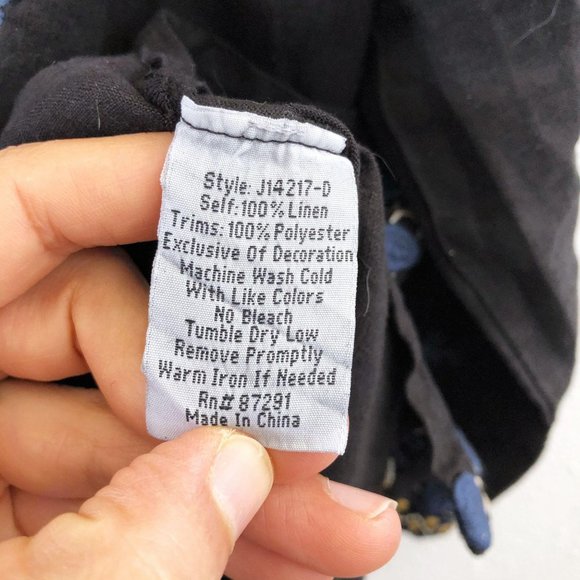 Style: J14217-D
Self: 100% Linen
Trims: 100% Polyester
Exclusive Of Decoration
Machine Wash Cold
With Like Colors
No Bleach
Tumble Dry Low
Remove Promptly
Warm Iron If Needed
Rn# 87291
Made In China